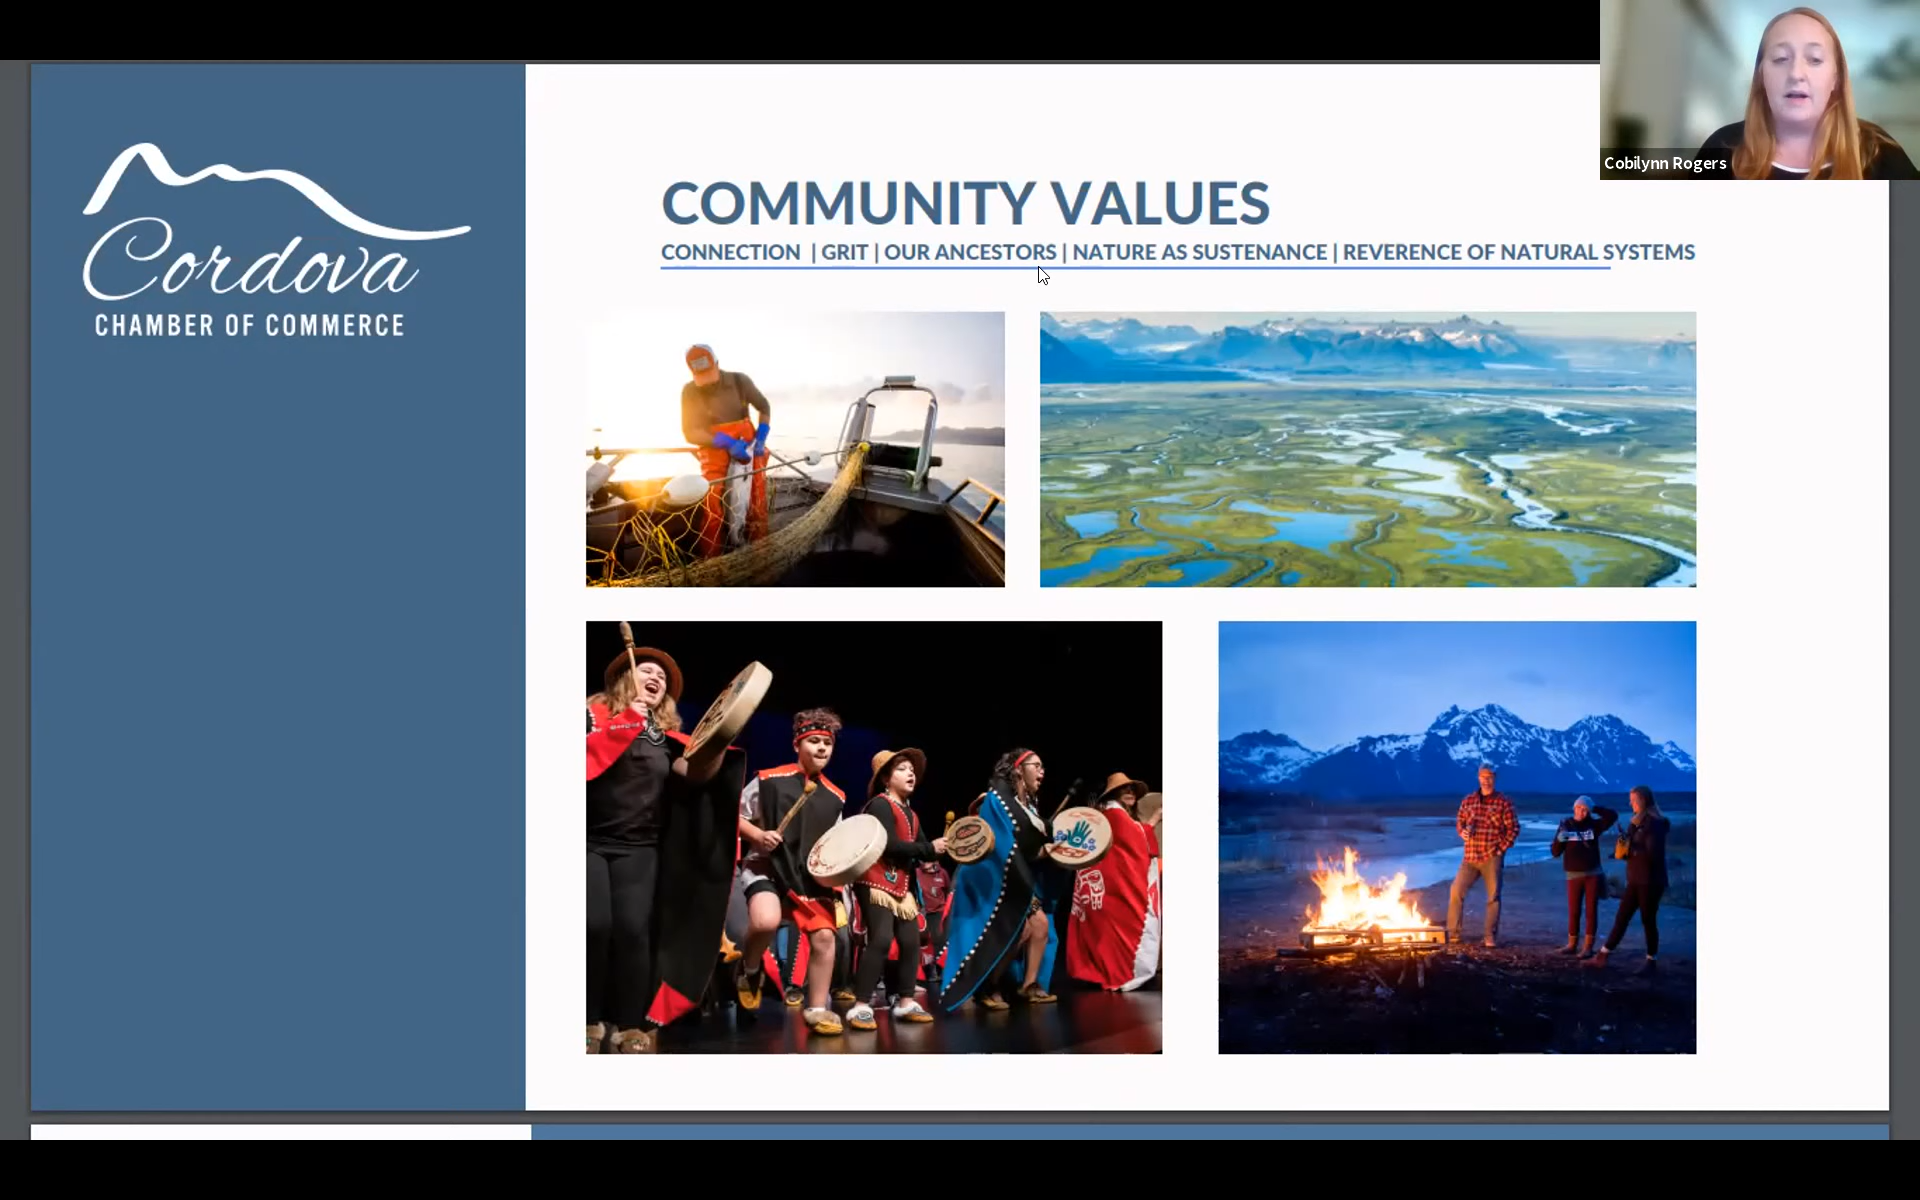 Cordova
CHAMBER OF COMMERCE
COMMUNITY VALUES
CONNECTION | GRIT | OUR ANCESTORS | NATURE AS SUSTENANCE | REVERENCE OF NATURAL SYSTEMS
Cobilynn Rogers